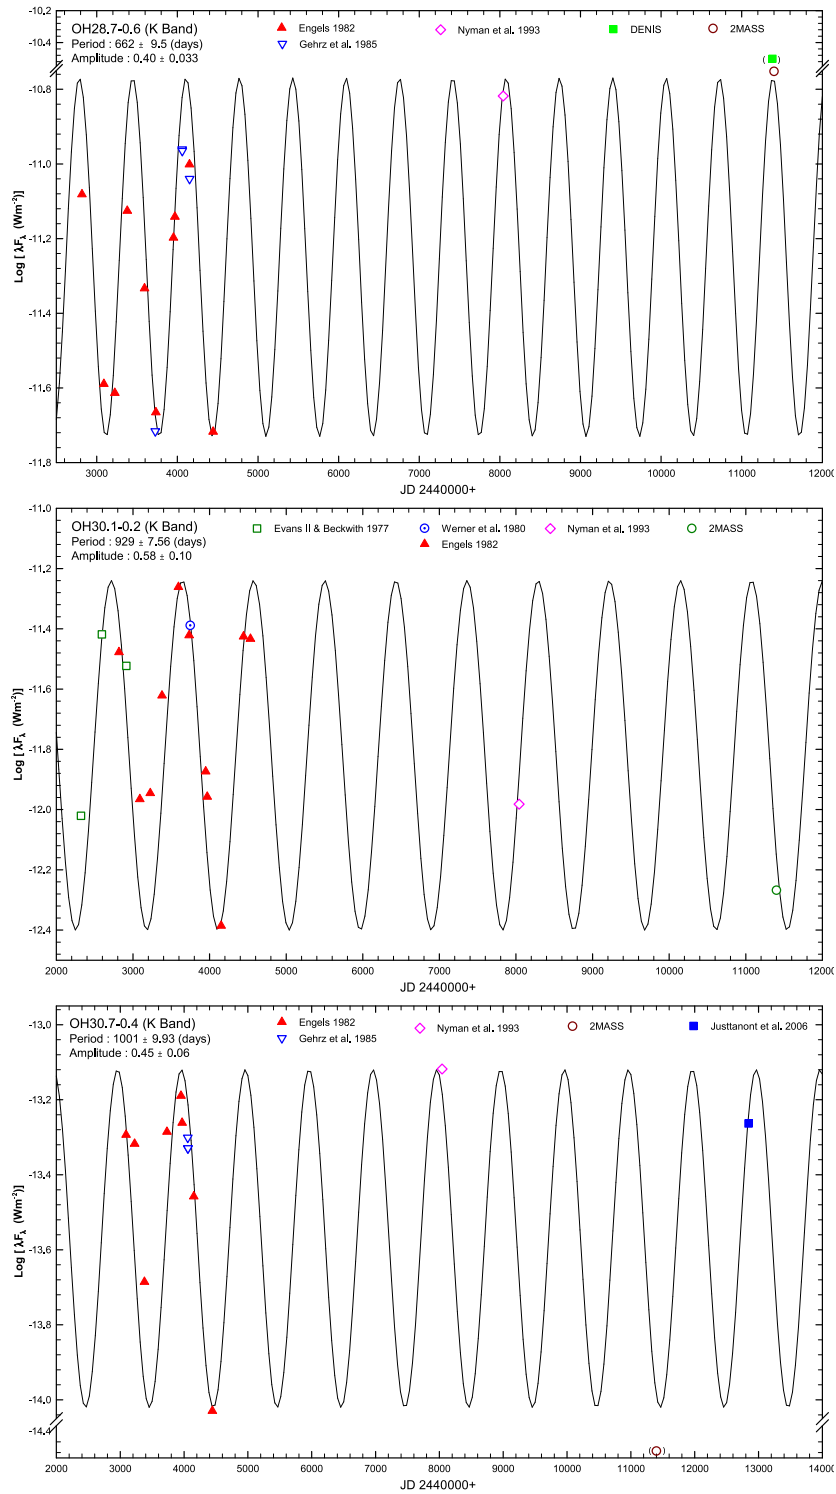 OH28.7-0.6 (K Band)
Period : 662 ± 9.5 (days)
Amplitude : 0.40 ± 0.033
Engels 1982
Gehrz et al. 1985
Nyman et al. 1993
DENIS
2MASS
-10.2
-10.4
-10.8
-11.0
-11.2
-11.4
-11.6
-11.8
Log [ λFλ (Wm-2)]
( )
3000 4000 5000 6000 7000 8000 9000 10000 11000 12000
JD 2440000+
OH30.1-0.2 (K Band)
Period : 929 ± 7.56 (days)
Amplitude : 0.58 ± 0.10
Evans II & Beckwith 1977
Werner et al. 1980
Engels 1982
Nyman et al. 1993
2MASS
-11.0
-11.2
-11.4
-11.6
-11.8
-12.0
-12.2
-12.4
Log [ λFλ (Wm-2)]
2000 3000 4000 5000 6000 7000 8000 9000 10000 11000 12000
JD 2440000+
OH30.7-0.4 (K Band)
Period : 1001 ± 9.93 (days)
Amplitude : 0.45 ± 0.06
Engels 1982
Gehrz et al. 1985
Nyman et al. 1993
2MASS
Justtanont et al. 2006
-13.0
-13.2
-13.4
-13.6
-13.8
-14.0
-14.4
Log [ λFλ (Wm-2)]
( )
2000 3000 4000 5000 6000 7000 8000 9000 10000 11000 12000 13000 14000
JD 2440000+